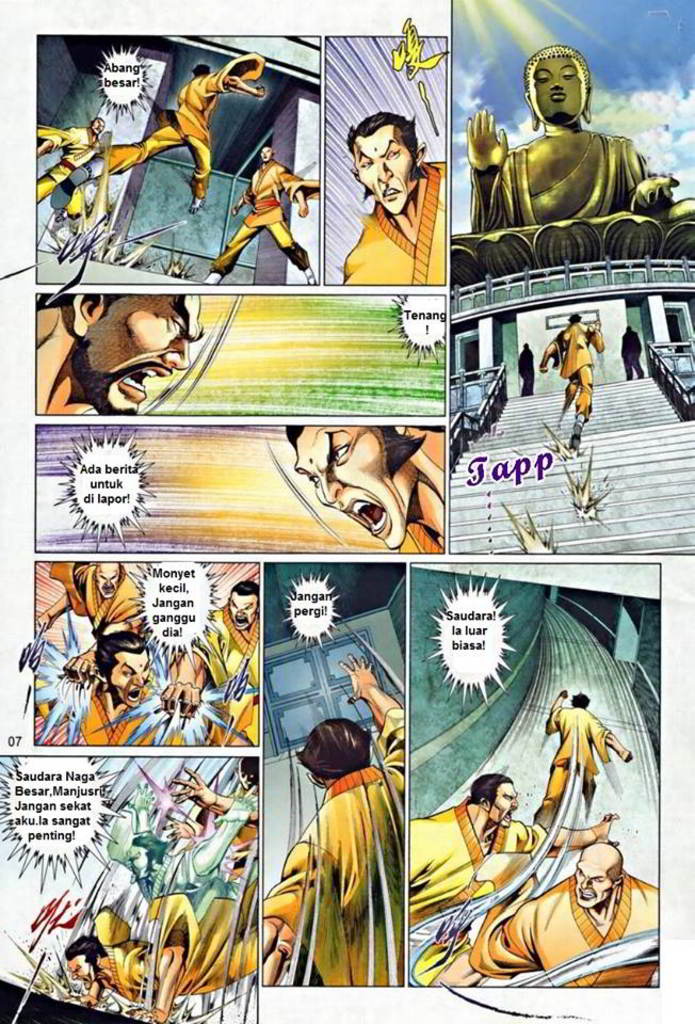 Abang
besar!
嗄
Tenang
!
Ada berita
untuk
di lapor!
Tapp
Monyet
kecil,
Jangan
ganggu
dia!
Jangan
pergi!
Saudara!
Ia luar
biasa!
07
Saudara Naga
Besar,Manjusri
Jangan sekat
aku.Ia sangat
penting!